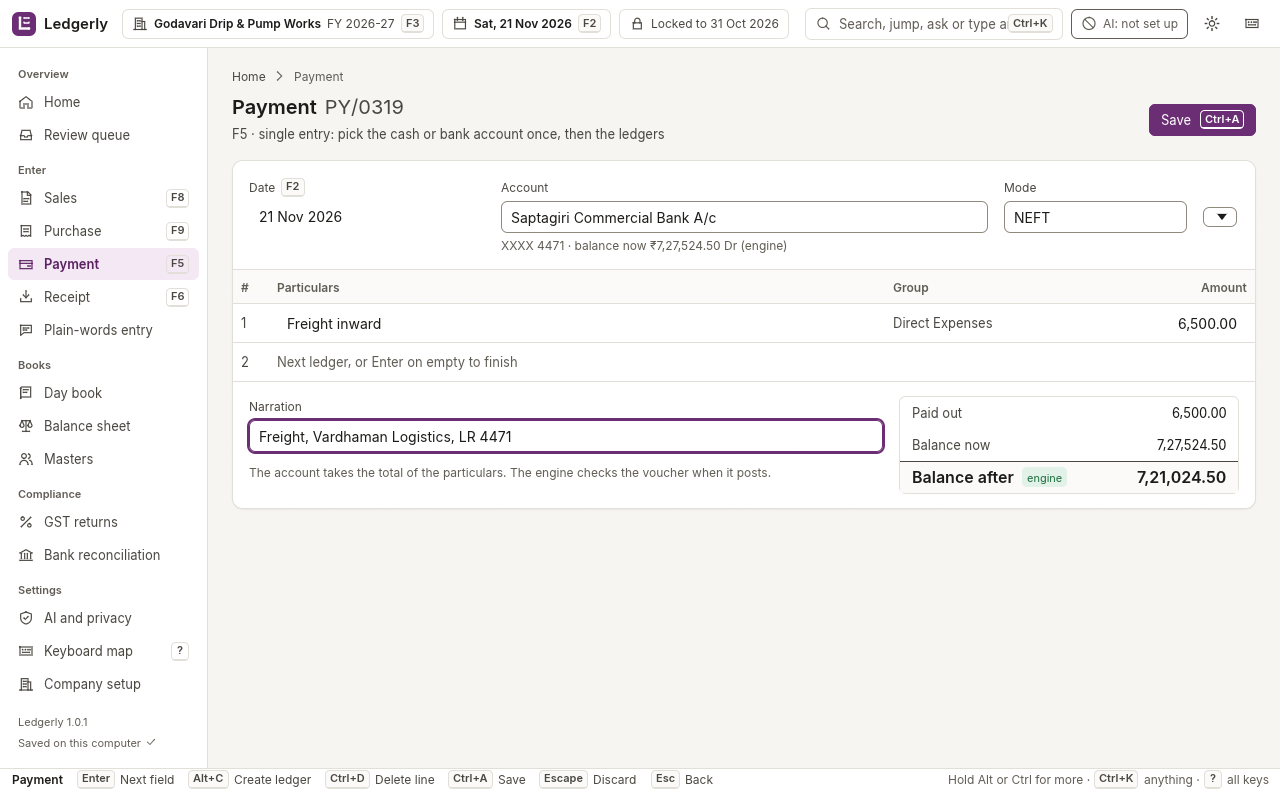 Ledgerly
Godavari Drip & Pump Works FY 2026-27 F3
Sat, 21 Nov 2026 F2
Locked to 31 Oct 2026
Search, jump, ask or type a Ctrl+K
AI: not set up
Overview
Home
Review queue
Enter
Sales F8
Purchase F9
Payment F5
Receipt F6
Plain-words entry
Books
Day book
Balance sheet
Masters
Compliance
GST returns
Bank reconciliation
Settings
AI and privacy
Keyboard map ?
Company setup
Ledgerly 1.0.1
Saved on this computer
Home > Payment
Payment PY/0319
F5 · single entry: pick the cash or bank account once, then the ledgers
Save Ctrl+A
Date F2 Account Mode
21 Nov 2026 Saptagiri Commercial Bank A/c NEFT
XXXX 4471 · balance now ₹7,27,524.50 Dr (engine)
# Particulars Group Amount
1 Freight inward Direct Expenses 6,500.00
2 Next ledger, or Enter on empty to finish
Narration
Freight, Vardhaman Logistics, LR 4471
The account takes the total of the particulars. The engine checks the voucher when it posts.
Paid out 6,500.00
Balance now 7,27,524.50
Balance after engine 7,21,024.50
Payment Enter Next field Alt+C Create ledger Ctrl+D Delete line Ctrl+A Save Escape Discard Esc Back
Hold Alt or Ctrl for more · Ctrl+K anything · ? all keys